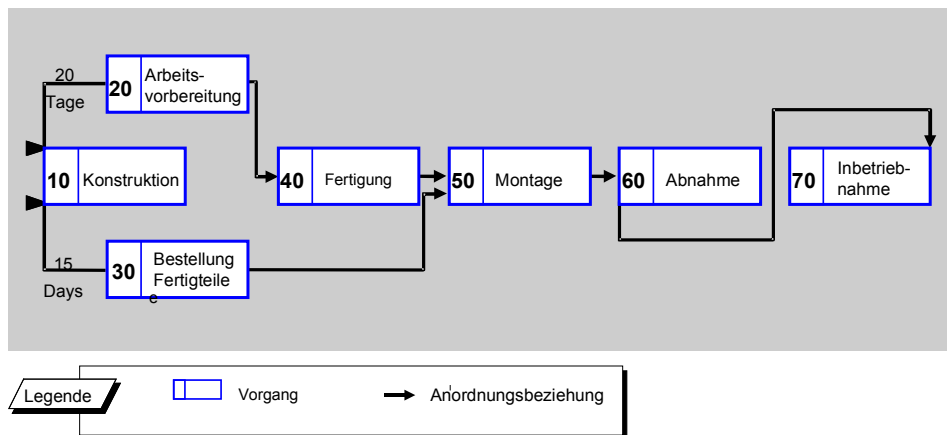 20
Tage
20
Arbeits-
vorbereitung
10
Konstruktion
40
Fertigung
50
Montage
60
Abnahme
70
Inbetrieb-
nahme
15
Days
30
Bestellung
Fertigteile
e
Legende
Vorgang
Anordnungsbeziehung